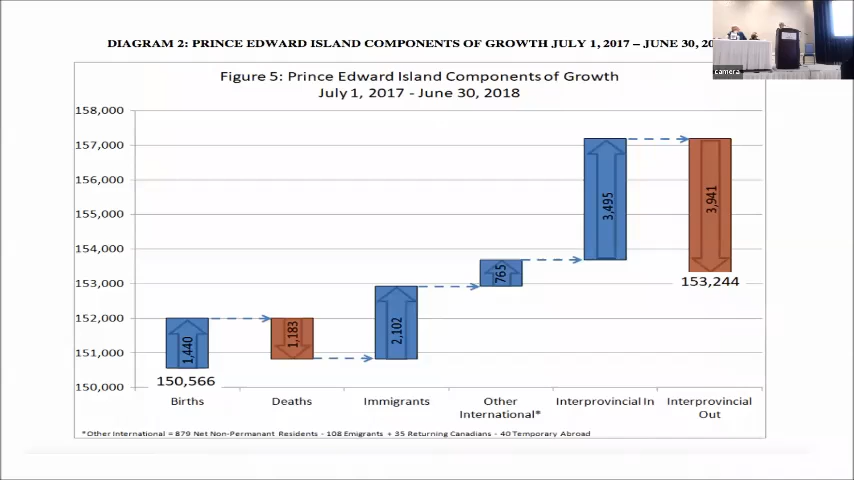 DIAGRAM 2: PRINCE EDWARD ISLAND COMPONENTS OF GROWTH JULY 1, 2017 – JUNE 30, 20
camera
Figure 5: Prince Edward Island Components of Growth
July 1, 2017 - June 30, 2018
158,000
157,000
156,000
155,000
154,000
153,000
152,000
151,000
150,000
1,440
1,183
2,102
765
3,495
3,941
150,566
153,244
Births
Deaths
Immigrants
Other International*
Interprovincial In
Interprovincial Out
*Other International = 879 Net Non-Permanant Residents - 108 Emigrants + 35 Returning Canadians - 40 Temporary Abroad